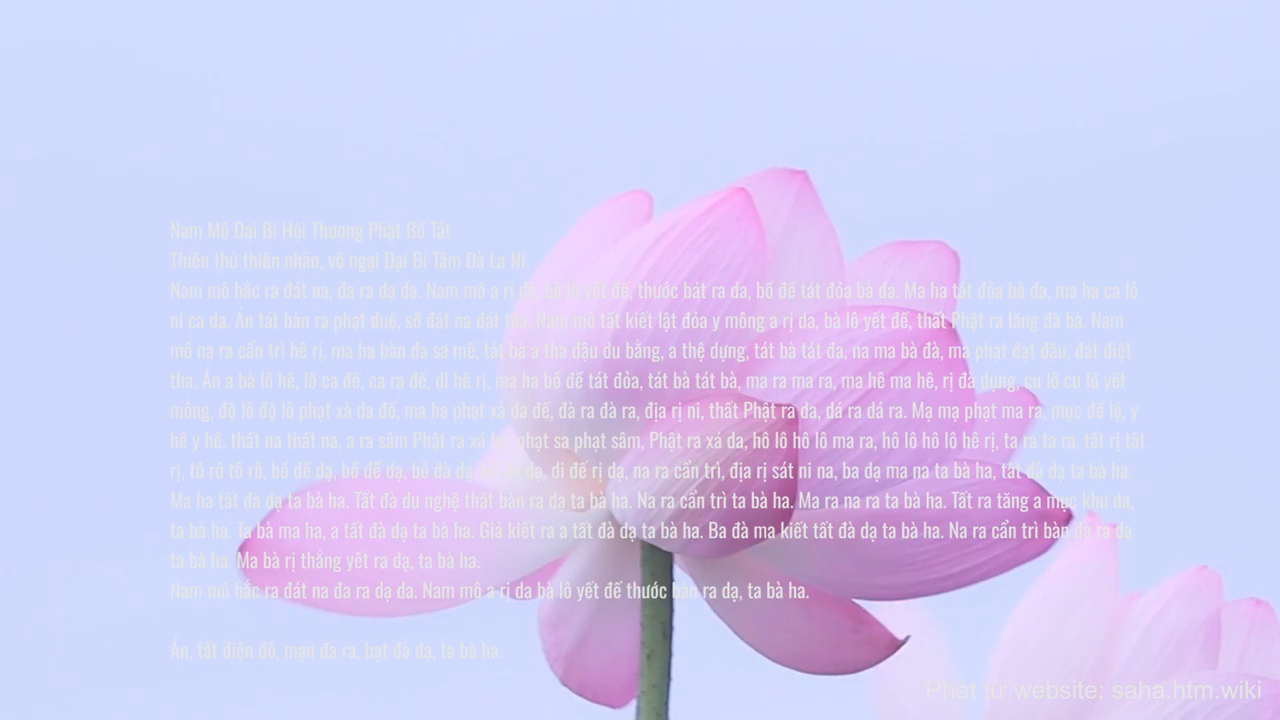 Nam Mô Đại Bi Hội Thượng Phật Bồ Tát
Thiên thủ thiên nhãn, vô ngại Đại Bi Tâm Đà La Ni.
Nam mô hắc ra đát na, đa ra dạ da. Nam mô a rị da, bà lô yết đế, thước bát ra da, bồ đề tát đỏa bà da. Ma ha tát đỏa bà da, ma ha ca lô
ni ca da. Án tát bàn ra phạt duệ, số đát na đát tỏa. Nam mô tát kiết lật đỏa y mông a rị da, bà lô yết đế, thất Phật ra lăng đà bà. Nam
mô na ra cẩn trì hê rị, ma ha bàn đa sa mế, tát bà a tha đậu du bằng, a thệ dựng, tát bà tát đa, na ma bà đà, ma phạt đạt đậu, đát điệt
tha. Án a bà lô hê, lô ca đế, ca ra đế, di hê rị, ma ha bồ đề tát đỏa, tát bà tát bà, ma ra ma ra, ma hê ma hê, rị đà dựng, cu lô cu lô yết
mông, độ lô độ lô phạt xà da đế, ma ha phạt xà da đế, đà ra đà ra, địa rị ni, thất Phật ra da, dá ra dá ra. Mạ mạ phạt ma ra, mục đế lệ, y
hê y hê, thất na thất na, a ra sâm Phật ra xá lợi, phạt sa phạt sâm, Phật ra xá da, hô lô hô lô ma ra, hô lô hô lô hê rị, ta ra ta ra, tất rị tất
rị, tô rô tô rô, bồ đề dạ, bồ đề dạ, bồ đà dạ, bồ đà dạ, di đế rị dạ, na ra cẩn trì, địa rị sát ni na, ba dạ ma na ta bà ha, tất đà dạ ta bà ha.
Ma ha tất đà dạ ta bà ha. Tất đà du nghệ thất bàn ra dạ ta bà ha. Na ra cẩn trì ta bà ha. Ma ra na ra ta bà ha. Tất ra tăng a mục khư da,
ta bà ha. Ta bà ma ha, a tất đà dạ ta bà ha. Giả kiết ra a tất đà dạ ta bà ha. Ba đà ma kiết tất đà dạ ta bà ha. Na ra cẩn trì bàn đà ra dạ
ta bà ha. Ma bà rị thắng yết ra dạ, ta bà ha.
Nam mô hắc ra đát na đa ra dạ da. Nam mô a rị da bà lô yết đế thước bàn ra dạ, ta bà ha.
Án, tất điện đô, mạn đa ra, bạt đà dạ, ta bà ha.
Phát từ website: saha.htm.wiki